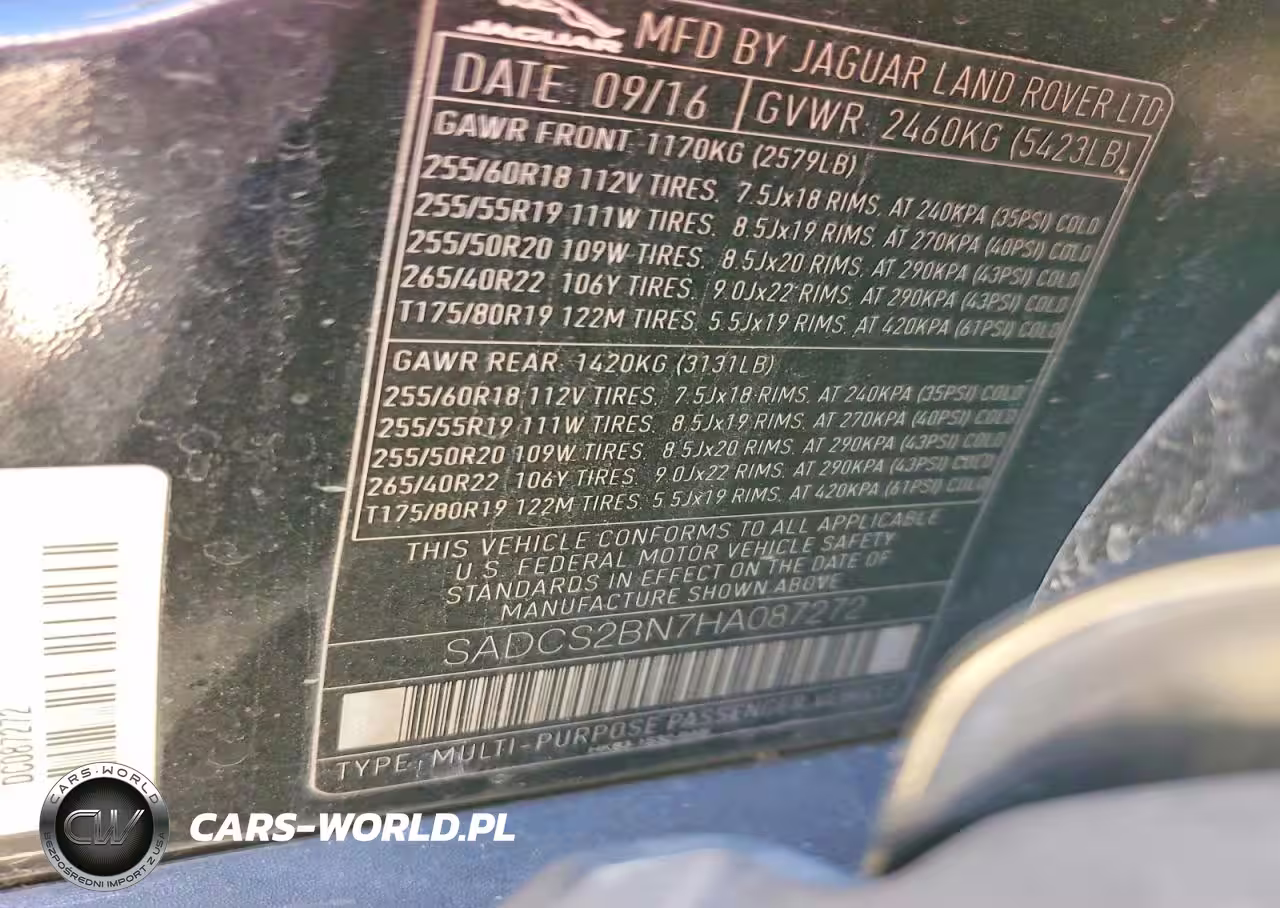 JAGUAR
MFD BY JAGUAR LAND ROVER LTD
DATE: 09/16 GVWR: 2460KG (5423LB)
GAWR FRONT: 1170KG (2579LB)
255/60R18 112V TIRES, 7.5Jx18 RIMS, AT 240KPA (35PSI) COLD
255/55R19 111W TIRES, 8.5Jx19 RIMS, AT 270KPA (40PSI) COLD
255/50R20 109W TIRES, 8.5Jx20 RIMS, AT 290KPA (43PSI) COLD
265/40R22 106Y TIRES, 9.0Jx22 RIMS, AT 290KPA (43PSI) COLD
T175/80R19 122M TIRES, 5.5Jx19 RIMS, AT 420KPA (61PSI) COLD
GAWR REAR: 1420KG (3131LB)
255/60R18 112V TIRES, 7.5Jx18 RIMS, AT 240KPA (35PSI) COLD
255/55R19 111W TIRES, 8.5Jx19 RIMS, AT 270KPA (40PSI) COLD
255/50R20 109W TIRES, 8.5Jx20 RIMS, AT 290KPA (43PSI) COLD
265/40R22 106Y TIRES, 9.0Jx22 RIMS, AT 290KPA (43PSI) COLD
T175/80R19 122M TIRES, 5.5Jx19 RIMS, AT 420KPA (61PSI) COLD
THIS VEHICLE CONFORMS TO ALL APPLICABLE
U.S. FEDERAL MOTOR VEHICLE SAFETY
STANDARDS IN EFFECT ON THE DATE OF
MANUFACTURE SHOWN ABOVE
SADCS2BN7HA087272
TYPE: MULTI-PURPOSE PASSENGER VEHICLE
DC087272
CARS-WORLD
CW
BEZPOŚREDNI IMPORT Z USA
CARS-WORLD.PL